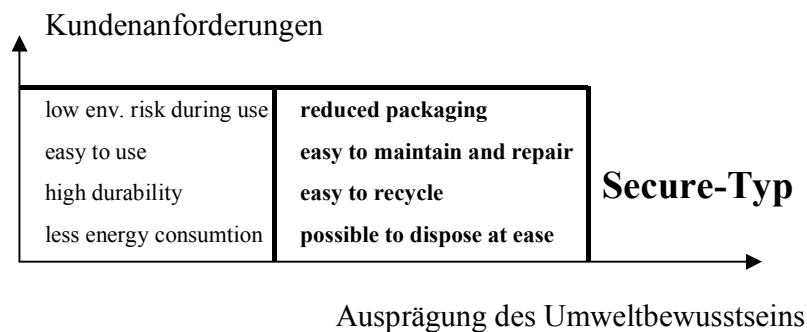 Kundenanforderungen
low env. risk during use reduced packaging
easy to use easy to maintain and repair
high durability easy to recycle
Secure-Typ
less energy consumtion possible to dispose at ease
Ausprägung des Umweltbewusstseins